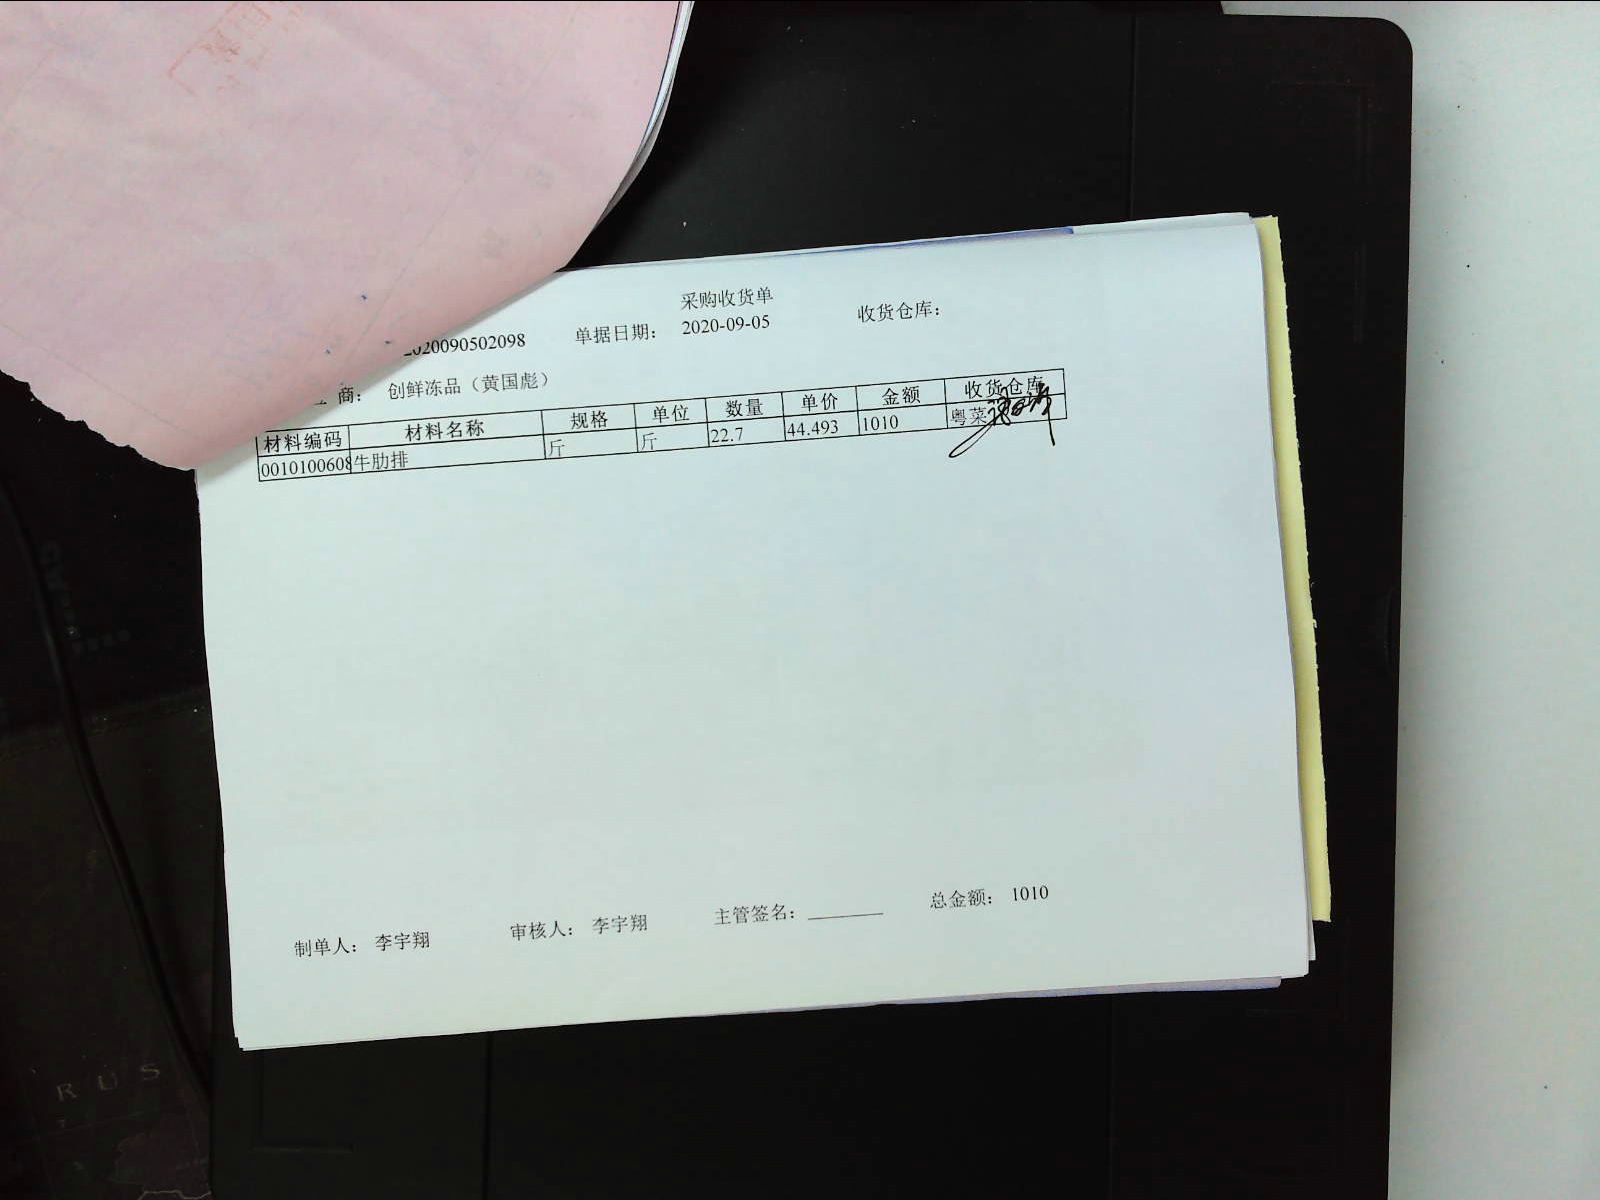 采购收货单
2020090502098 单据日期： 2020-09-05 收货仓库：
商： 创鲜冻品（黄国彪）
材料编码 材料名称 规格 单位 数量 单价 金额 收货仓库
0010100608 牛肋排 斤 斤 22.7 44.493 1010 粤菜
制单人： 李宇翔 审核人： 李宇翔 主管签名： 总金额： 1010
R U S